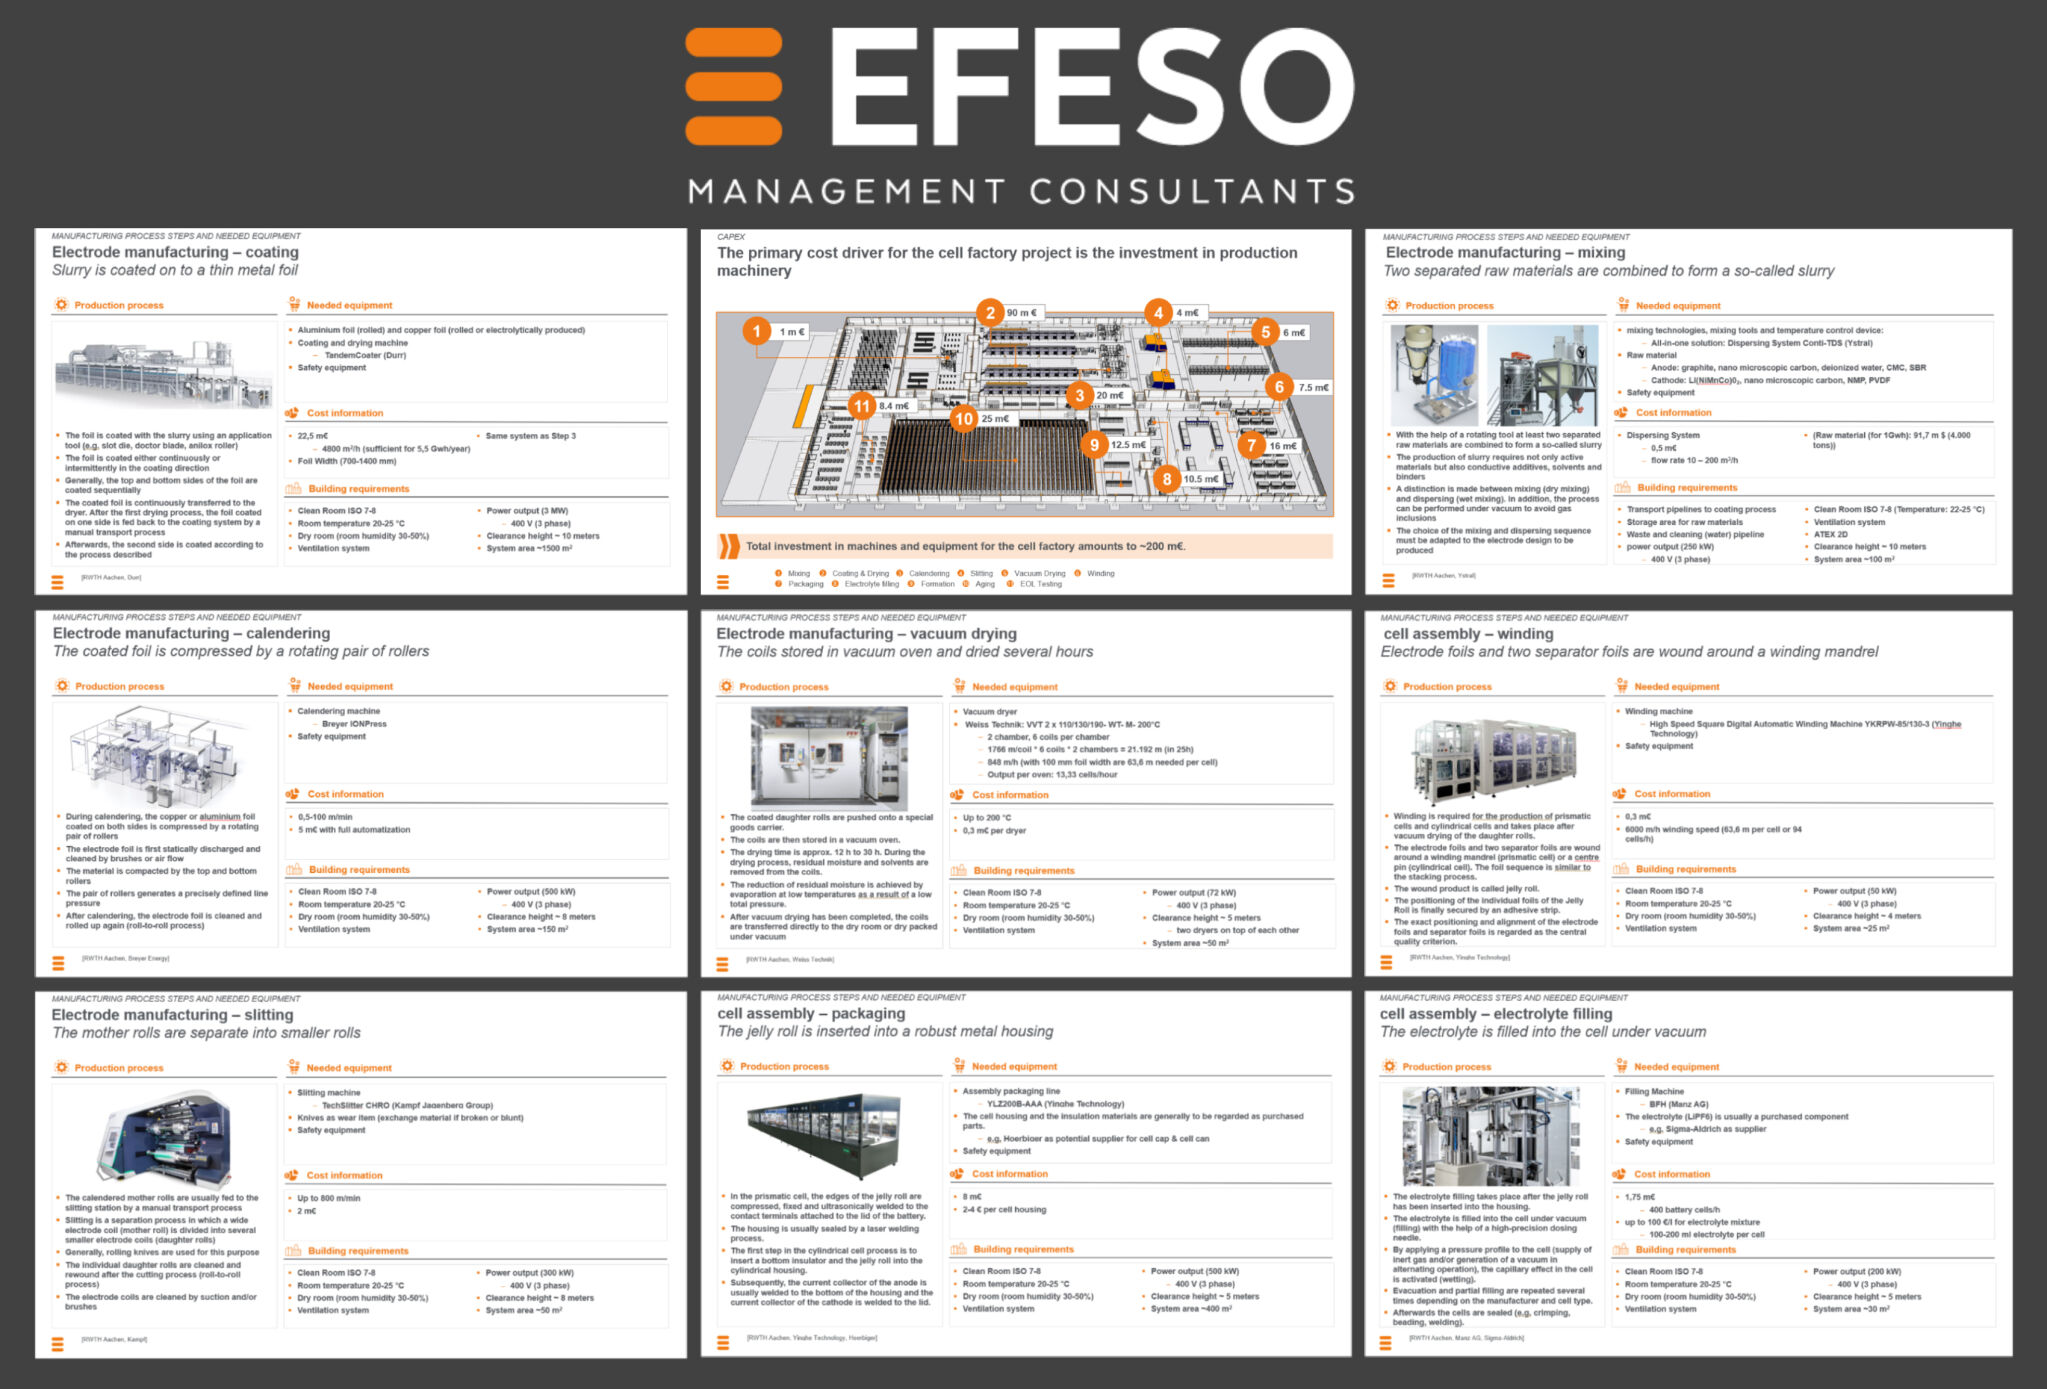 EFESO
MANAGEMENT CONSULTANTS
MANUFACTURING PROCESS STEPS AND NEEDED EQUIPMENT
Electrode manufacturing – coating
Slurry is coated on to a thin metal foil
Production process
The foil is coated with the slurry using an application
tool (e.g. slot die, doctor blade, anilox roller)
The foil is coated either continuously or
intermittently in the coating direction
Generally, the top and bottom sides of the foil are
coated sequentially
The coated foil is continuously transferred to the
dryer. After the first drying process, the foil coated
on one side is fed back to the coating system by a
manual transport process
Afterwards, the second side is coated according to
the process described
Needed equipment
Aluminium foil (rolled) and copper foil (rolled or electrolytically produced)
Coating and drying machine
– TandemCoater (Durr)
Safety equipment
Cost information
22,5 m€
– 4800 m²/h (sufficient for 5,5 Gwh/year)
Foil Width (700-1400 mm)
Same system as Step 3
Building requirements
Clean Room ISO 7-8
Room temperature 20-25 °C
Dry room (room humidity 30-50%)
Ventilation system
Power output (3 MW)
– 400 V (3 phase)
Clearance height ~ 10 meters
System area ~1500 m²
[RWTH Aachen, Durr]
CAPEX
The primary cost driver for the cell factory project is the investment in production
machinery
1 1 m €
2 90 m €
4 4 m€
5 6 m€
6 7.5 m€
3 20 m€
11 8.4 m€
10 25 m€
9 12.5 m€
7 16 m€
8 10.5 m€
Total investment in machines and equipment for the cell factory amounts to ~200 m€.
1 Mixing 2 Coating & Drying 3 Calendering 4 Slitting 5 Vacuum Drying 6 Winding
7 Packaging 8 Electrolyte filling 9 Formation 10 Aging 11 EOL Testing
MANUFACTURING PROCESS STEPS AND NEEDED EQUIPMENT
Electrode manufacturing – mixing
Two separated raw materials are combined to form a so-called slurry
Production process
With the help of a rotating tool at least two separated
raw materials are combined to form a so-called slurry
The production of slurry requires not only active
materials but also conductive additives, solvents and
binders
A distinction is made between mixing (dry mixing)
and dispersing (wet mixing). In addition, the process
can be performed under vacuum to avoid gas
inclusions
The choice of the mixing and dispersing sequence
must be adapted to the electrode design to be
produced
Needed equipment
mixing technologies, mixing tools and temperature control device:
– All-in-one solution: Dispersing System Conti-TDS (Ystral)
Raw material
– Anode: graphite, nano microscopic carbon, deionized water, CMC, SBR
– Cathode: Li(NiMnCo)0₂, nano microscopic carbon, NMP, PVDF
Safety equipment
Cost information
Dispersing System
– 0,5 m€
– flow rate 10 – 200 m³/h
(Raw material (for 1Gwh): 91,7 m $ (4.000
tons))
Building requirements
Transport pipelines to coating process
Storage area for raw materials
Waste and cleaning (water) pipeline
power output (250 kW)
– 400 V (3 phase)
Clean Room ISO 7-8 (Temperature: 22-25 °C)
Ventilation system
ATEX 2D
Clearance height ~ 10 meters
System area ~100 m²
[RWTH Aachen, Ystral]
MANUFACTURING PROCESS STEPS AND NEEDED EQUIPMENT
Electrode manufacturing – calendering
The coated foil is compressed by a rotating pair of rollers
Production process
During calendering, the copper or aluminium foil
coated on both sides is compressed by a rotating
pair of rollers
The electrode foil is first statically discharged and
cleaned by brushes or air flow
The material is compacted by the top and bottom
rollers
The pair of rollers generates a precisely defined line
pressure
After calendering, the electrode foil is cleaned and
rolled up again (roll-to-roll process)
Needed equipment
Calendering machine
– Breyer IONPress
Safety equipment
Cost information
0,5-100 m/min
5 m€ with full automatization
Building requirements
Clean Room ISO 7-8
Room temperature 20-25 °C
Dry room (room humidity 30-50%)
Ventilation system
Power output (500 kW)
– 400 V (3 phase)
Clearance height ~ 8 meters
System area ~150 m²
[RWTH Aachen, Breyer Energy]
MANUFACTURING PROCESS STEPS AND NEEDED EQUIPMENT
Electrode manufacturing – vacuum drying
The coils stored in vacuum oven and dried several hours
Production process
The coated daughter rolls are pushed onto a special
goods carrier.
The coils are then stored in a vacuum oven.
The drying time is approx. 12 h to 30 h. During the
drying process, residual moisture and solvents are
removed from the coils.
The reduction of residual moisture is achieved by
evaporation at low temperatures as a result of a low
total pressure.
After vacuum drying has been completed, the coils
are transferred directly to the dry room or dry packed
under vacuum
Needed equipment
Vacuum dryer
Weiss Technik: VVT 2 x 110/130/190- WT- M- 200°C
– 2 chamber, 6 coils per chamber
– 1766 m/coil * 6 coils * 2 chambers = 21.192 m (in 25h)
– 848 m/h (with 100 mm foil width are 63,6 m needed per cell)
– Output per oven: 13,33 cells/hour
Cost information
Up to 200 °C
0,3 m€ per dryer
Building requirements
Clean Room ISO 7-8
Room temperature 20-25 °C
Dry room (room humidity 30-50%)
Ventilation system
Power output (72 kW)
– 400 V (3 phase)
Clearance height ~ 5 meters
– two dryers on top of each other
System area ~50 m²
[RWTH Aachen, Weiss Technik]
MANUFACTURING PROCESS STEPS AND NEEDED EQUIPMENT
cell assembly – winding
Electrode foils and two separator foils are wound around a winding mandrel
Production process
Winding is required for the production of prismatic
cells and cylindrical cells and takes place after
vacuum drying of the daughter rolls.
The electrode foils and two separator foils are wound
around a winding mandrel (prismatic cell) or a centre
pin (cylindrical cell). The foil sequence is similar to
the stacking process.
The wound product is called jelly roll.
The positioning of the individual foils of the Jelly
Roll is finally secured by an adhesive strip.
The exact positioning and alignment of the electrode
foils and separator foils is regarded as the central
quality criterion.
Needed equipment
Winding machine
– High Speed Square Digital Automatic Winding Machine YKRPW-85/130-3 (Yinghe
Technology)
Safety equipment
Cost information
0,3 m€
6000 m/h winding speed (63,6 m per cell or 94
cells/h)
Building requirements
Clean Room ISO 7-8
Room temperature 20-25 °C
Dry room (room humidity 30-50%)
Ventilation system
Power output (50 kW)
– 400 V (3 phase)
Clearance height ~ 4 meters
System area ~25 m²
[RWTH Aachen, Yinghe Technology]
MANUFACTURING PROCESS STEPS AND NEEDED EQUIPMENT
Electrode manufacturing – slitting
The mother rolls are separate into smaller rolls
Production process
The calendered mother rolls are usually fed to the
slitting station by a manual transport process
Slitting is a separation process in which a wide
electrode coil (mother roll) is divided into several
smaller electrode coils (daughter rolls)
Generally, rolling knives are used for this purpose
The individual daughter rolls are cleaned and
rewound after the cutting process (roll-to-roll
process)
The electrode coils are cleaned by suction and/or
brushes
Needed equipment
Slitting machine
– TechSlitter CHRO (Kampf Jagenberg Group)
Knives as wear item (exchange material if broken or blunt)
Safety equipment
Cost information
Up to 800 m/min
2 m€
Building requirements
Clean Room ISO 7-8
Room temperature 20-25 °C
Dry room (room humidity 30-50%)
Ventilation system
Power output (300 kW)
– 400 V (3 phase)
Clearance height ~ 8 meters
System area ~50 m²
[RWTH Aachen, Kampf]
MANUFACTURING PROCESS STEPS AND NEEDED EQUIPMENT
cell assembly – packaging
The jelly roll is inserted into a robust metal housing
Production process
In the prismatic cell, the edges of the jelly roll are
compressed, fixed and ultrasonically welded to the
contact terminals attached to the lid of the battery.
The housing is usually sealed by a laser welding
process.
The first step in the cylindrical cell process is to
insert a bottom insulator and the jelly roll into the
cylindrical housing.
Subsequently, the current collector of the anode is
usually welded to the bottom of the housing and the
current collector of the cathode is welded to the lid.
Needed equipment
Assembly packaging line
– YLZ200B-AAA (Yinghe Technology)
The cell housing and the insulation materials are generally to be regarded as purchased
parts.
– e.g. Hoerbioer as potential supplier for cell cap & cell can
Safety equipment
Cost information
8 m€
2-4 € per cell housing
Building requirements
Clean Room ISO 7-8
Room temperature 20-25 °C
Dry room (room humidity 30-50%)
Ventilation system
Power output (500 kW)
– 400 V (3 phase)
Clearance height ~ 5 meters
System area ~400 m²
[RWTH Aachen, Yinghe Technology, Hoerbiger]
MANUFACTURING PROCESS STEPS AND NEEDED EQUIPMENT
cell assembly – electrolyte filling
The electrolyte is filled into the cell under vacuum
Production process
The electrolyte filling takes place after the jelly roll
has been inserted into the housing.
The electrolyte is filled into the cell under vacuum
(filling) with the help of a high-precision dosing
needle.
By applying a pressure profile to the cell (supply of
inert gas and/or generation of a vacuum in
alternating operation), the capillary effect in the cell
is activated (wetting).
Evacuation and partial filling are repeated several
times depending on the manufacturer and cell type.
Afterwards the cells are sealed (e.g. crimping,
beading, welding).
Needed equipment
Filling Machine
– BFH (Manz AG)
The electrolyte (LiPF6) is usually a purchased component
– e.g. Sigma-Aldrich as supplier
Safety equipment
Cost information
1,75 m€
– 400 battery cells/h
up to 100 €/l for electrolyte mixture
– 100-200 ml electrolyte per cell
Building requirements
Clean Room ISO 7-8
Room temperature 20-25 °C
Dry room (room humidity 30-50%)
Ventilation system
Power output (200 kW)
– 400 V (3 phase)
Clearance height ~ 5 meters
System area ~30 m²
[RWTH Aachen, Manz AG, Sigma-Aldrich]